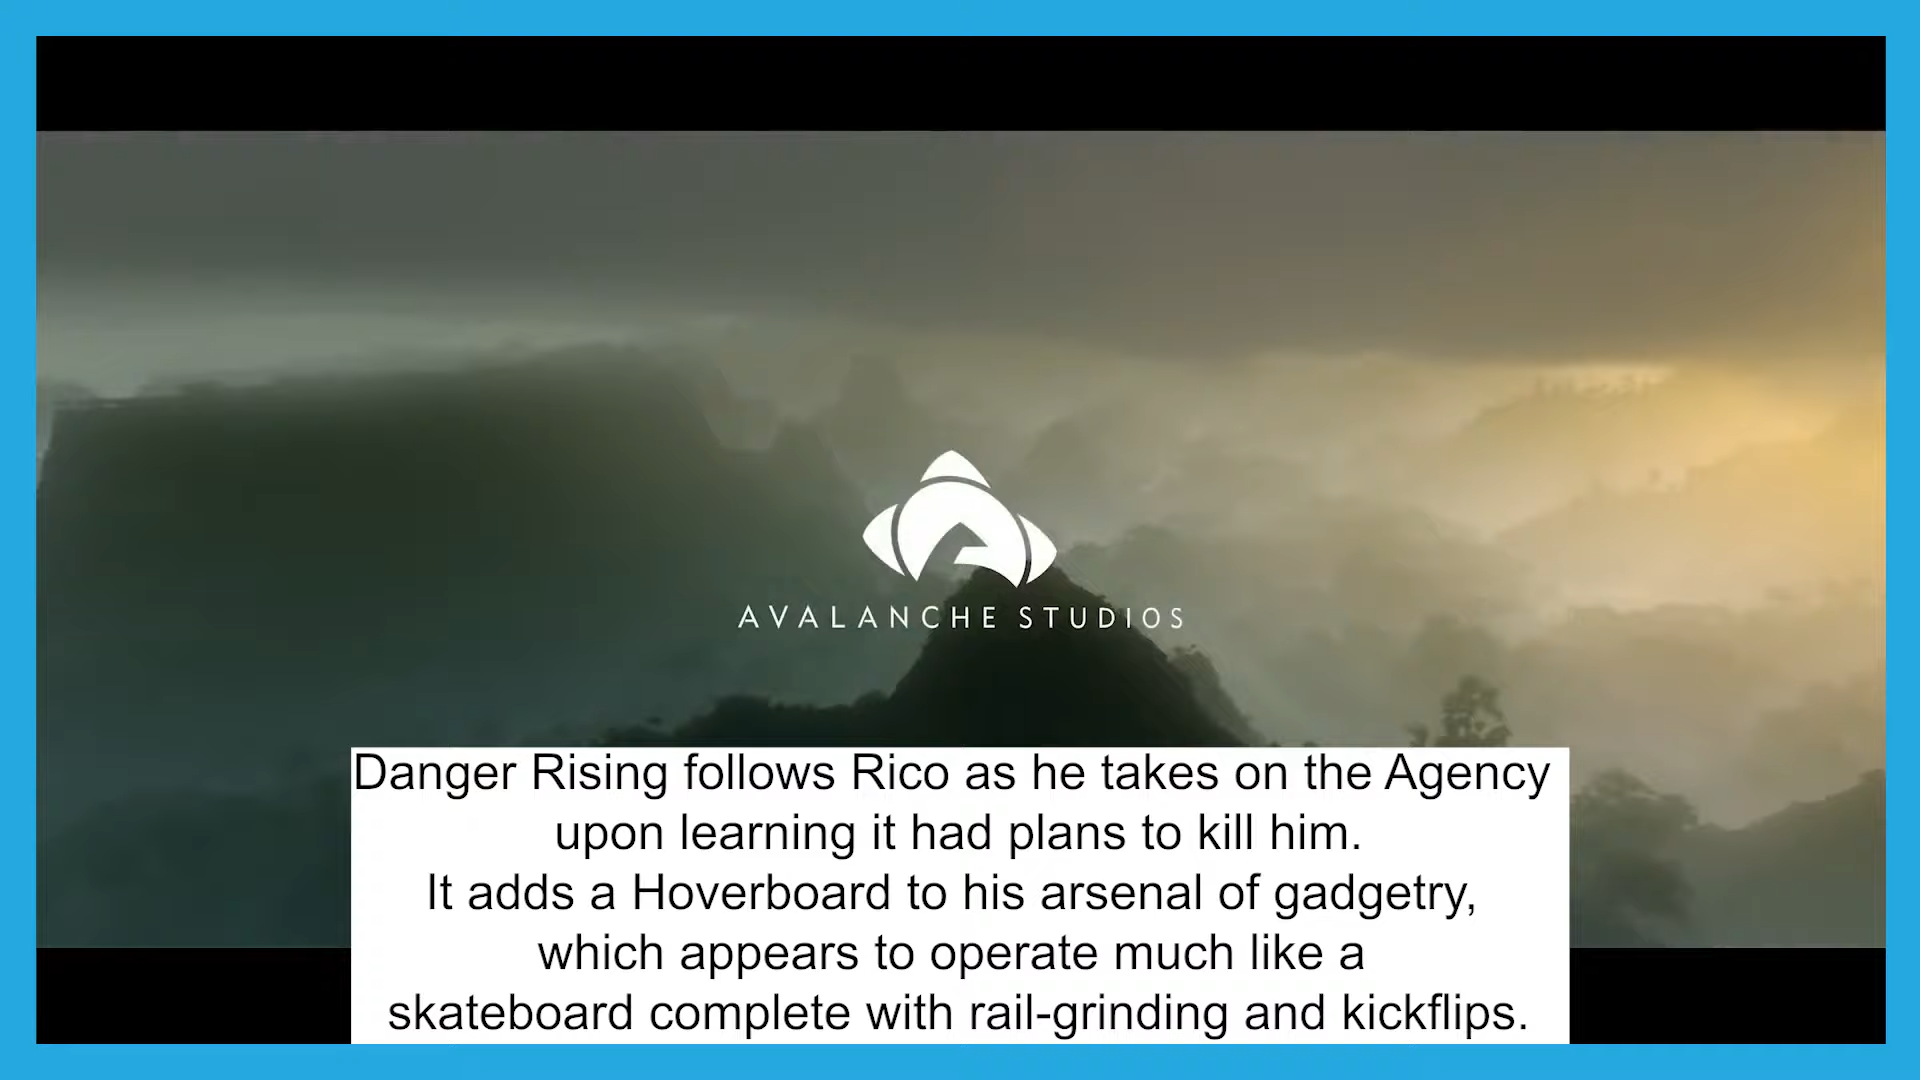 AVALANCHE STUDIOS
Danger Rising follows Rico as he takes on the Agency
upon learning it had plans to kill him.
It adds a Hoverboard to his arsenal of gadgetry,
which appears to operate much like a
skateboard complete with rail-grinding and kickflips.